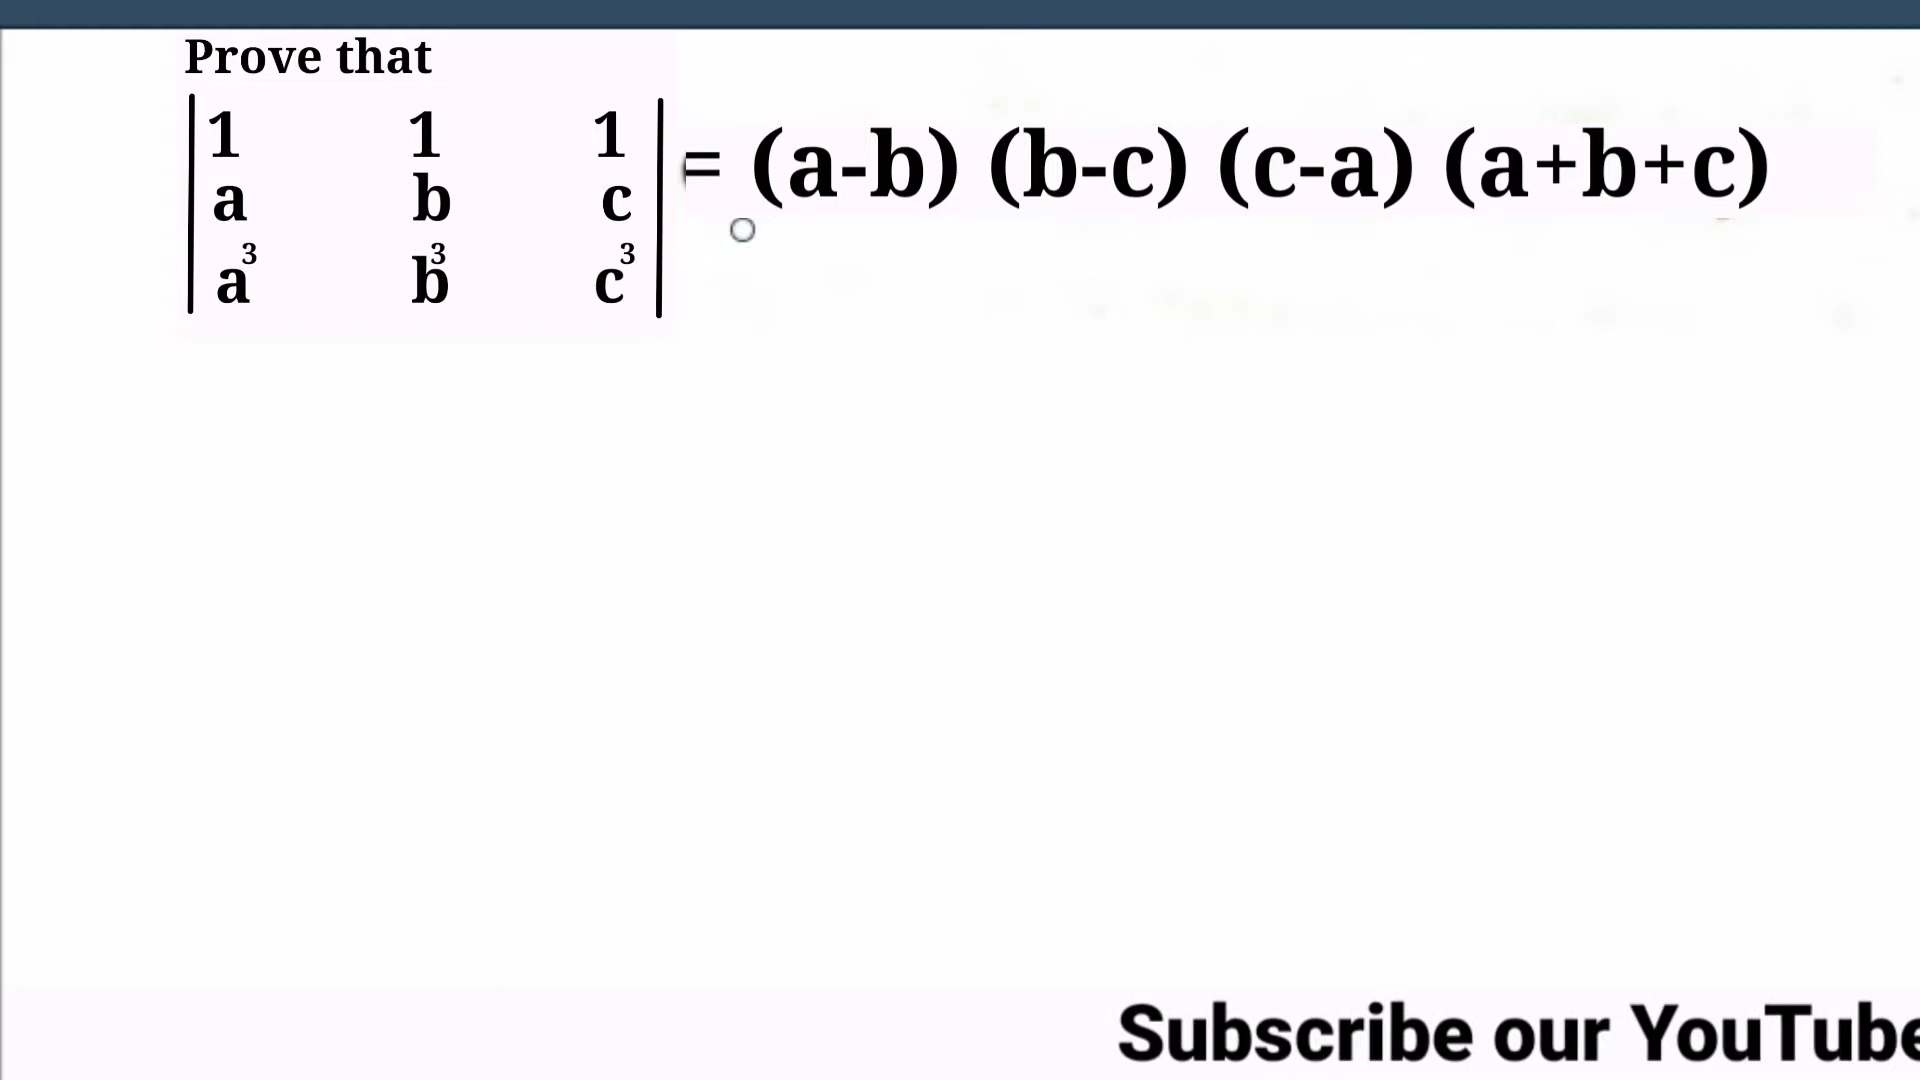 Prove that
| 1 1 1 |
| a b c | = (a-b) (b-c) (c-a) (a+b+c)
| a³ b³ c³ |
Subscribe our YouTube